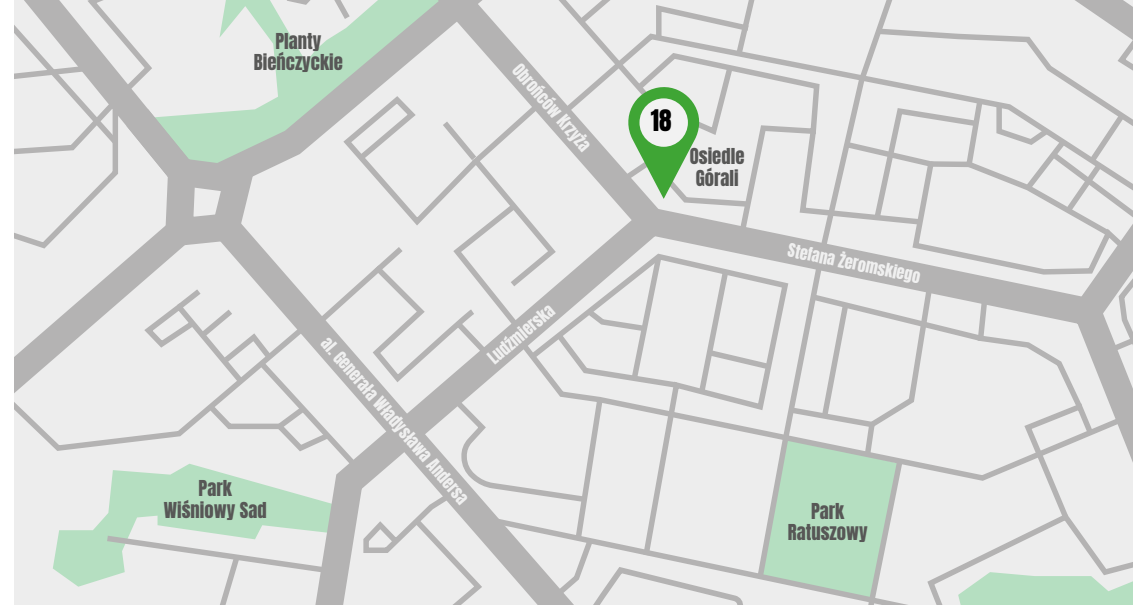 Planty
Bieńczyckie
Obrońców Krzyża
18
Osiedle
Górali
Stefana Żeromskiego
Ludźmierska
al. Generała Władysława Andersa
Park
Wiśniowy Sad
Park
Ratuszowy